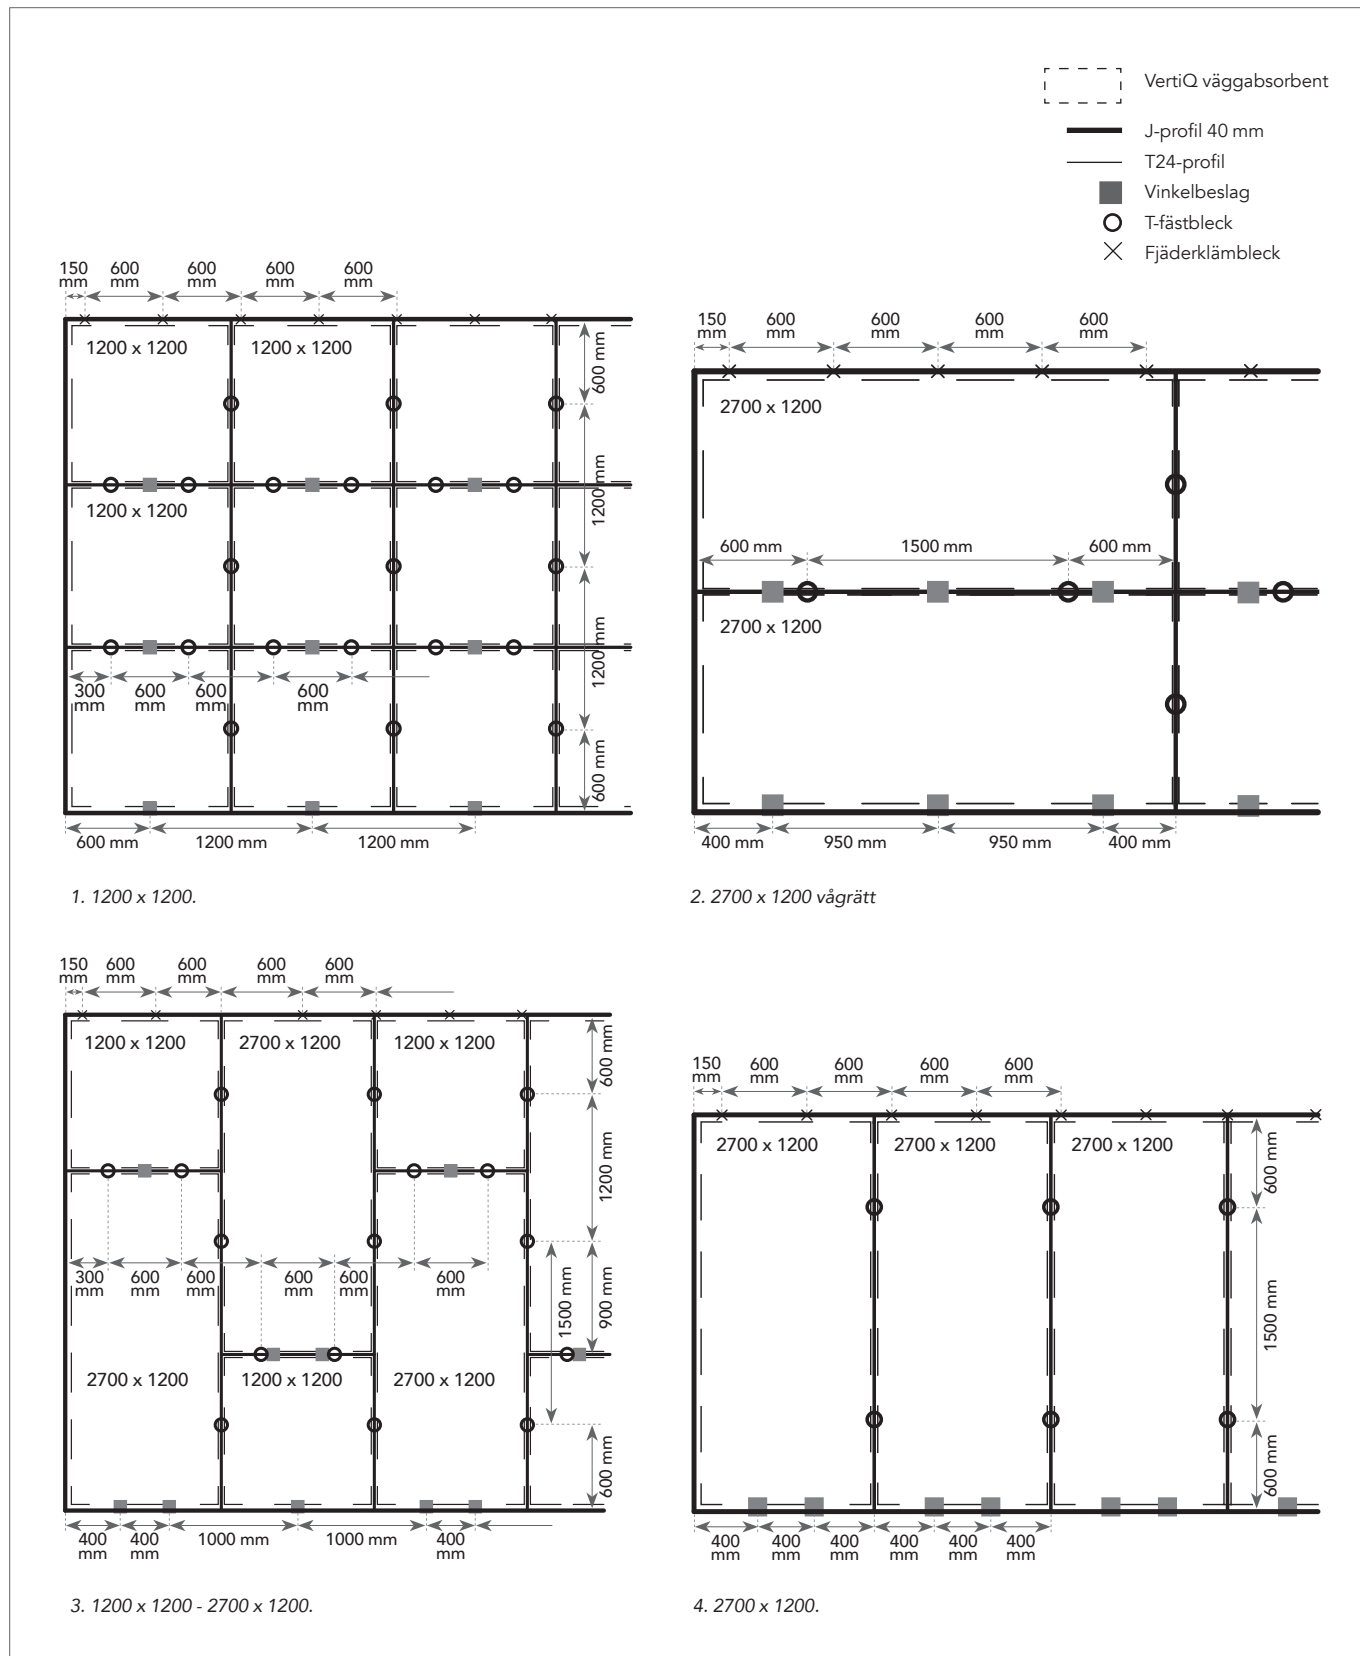 VertiQ väggabsorbent
J-profil 40 mm
T24-profil
Vinkelbeslag
T-fästbleck
Fjäderklämbleck
150 mm
600 mm
600 mm
600 mm
600 mm
1200 x 1200
1200 x 1200
600 mm
1200 mm
1200 x 1200
1200 mm
300 mm
600 mm
600 mm
600 mm
600 mm
600 mm
1200 mm
1200 mm
1. 1200 x 1200.
150 mm
600 mm
600 mm
600 mm
600 mm
2700 x 1200
600 mm
1500 mm
600 mm
2700 x 1200
400 mm
950 mm
950 mm
400 mm
2. 2700 x 1200 vågrätt
150 mm
600 mm
600 mm
600 mm
600 mm
1200 x 1200
2700 x 1200
1200 x 1200
600 mm
1200 mm
300 mm
600 mm
600 mm
600 mm
600 mm
600 mm
1500 mm
900 mm
2700 x 1200
1200 x 1200
2700 x 1200
600 mm
400 mm
400 mm
1000 mm
1000 mm
400 mm
3. 1200 x 1200 - 2700 x 1200.
150 mm
600 mm
600 mm
600 mm
600 mm
2700 x 1200
2700 x 1200
2700 x 1200
600 mm
1500 mm
600 mm
400 mm
400 mm
400 mm
400 mm
400 mm
400 mm
4. 2700 x 1200.